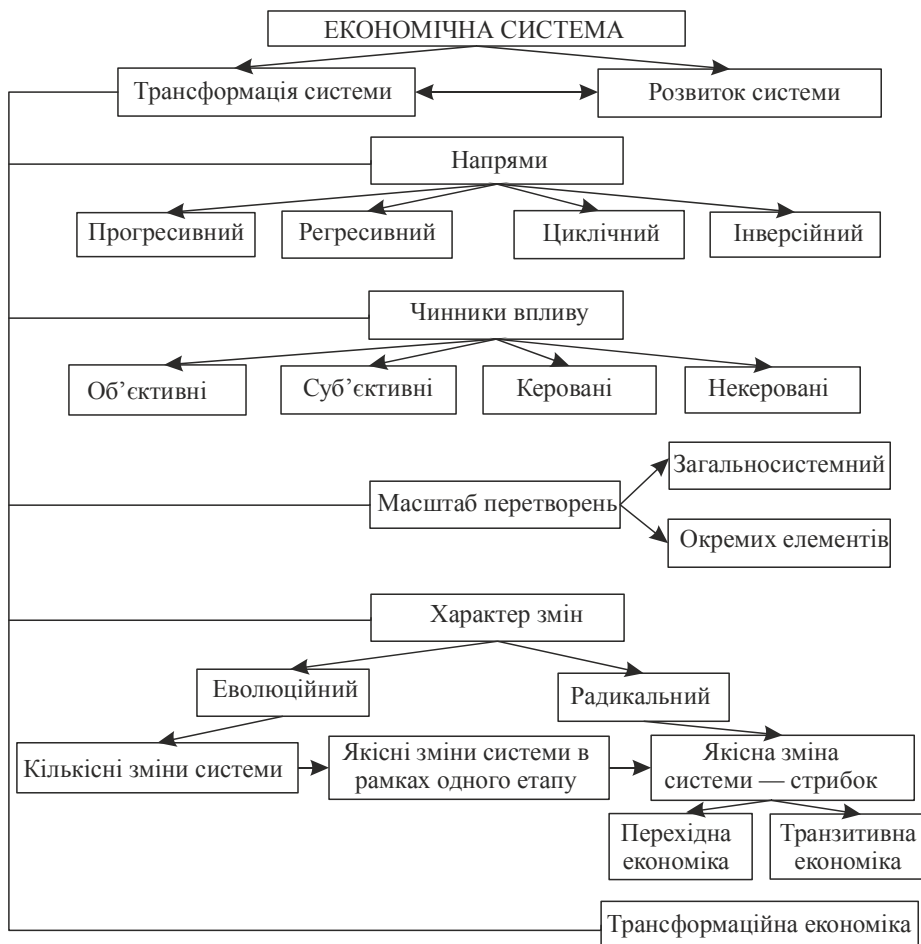 ЕКОНОМІЧНА СИСТЕМА
Трансформація системи
Розвиток системи
Напрями
Прогресивний
Регресивний
Циклічний
Інверсійний
Чинники впливу
Об’єктивні
Суб’єктивні
Керовані
Некеровані
Загальносистемний
Масштаб перетворень
Окремих елементів
Характер змін
Еволюційний
Радикальний
Кількісні зміни системи
Якісні зміни системи в
рамках одного етапу
Якісна зміна
системи — стрибок
Перехідна
економіка
Транзитивна
економіка
Трансформаційна економіка